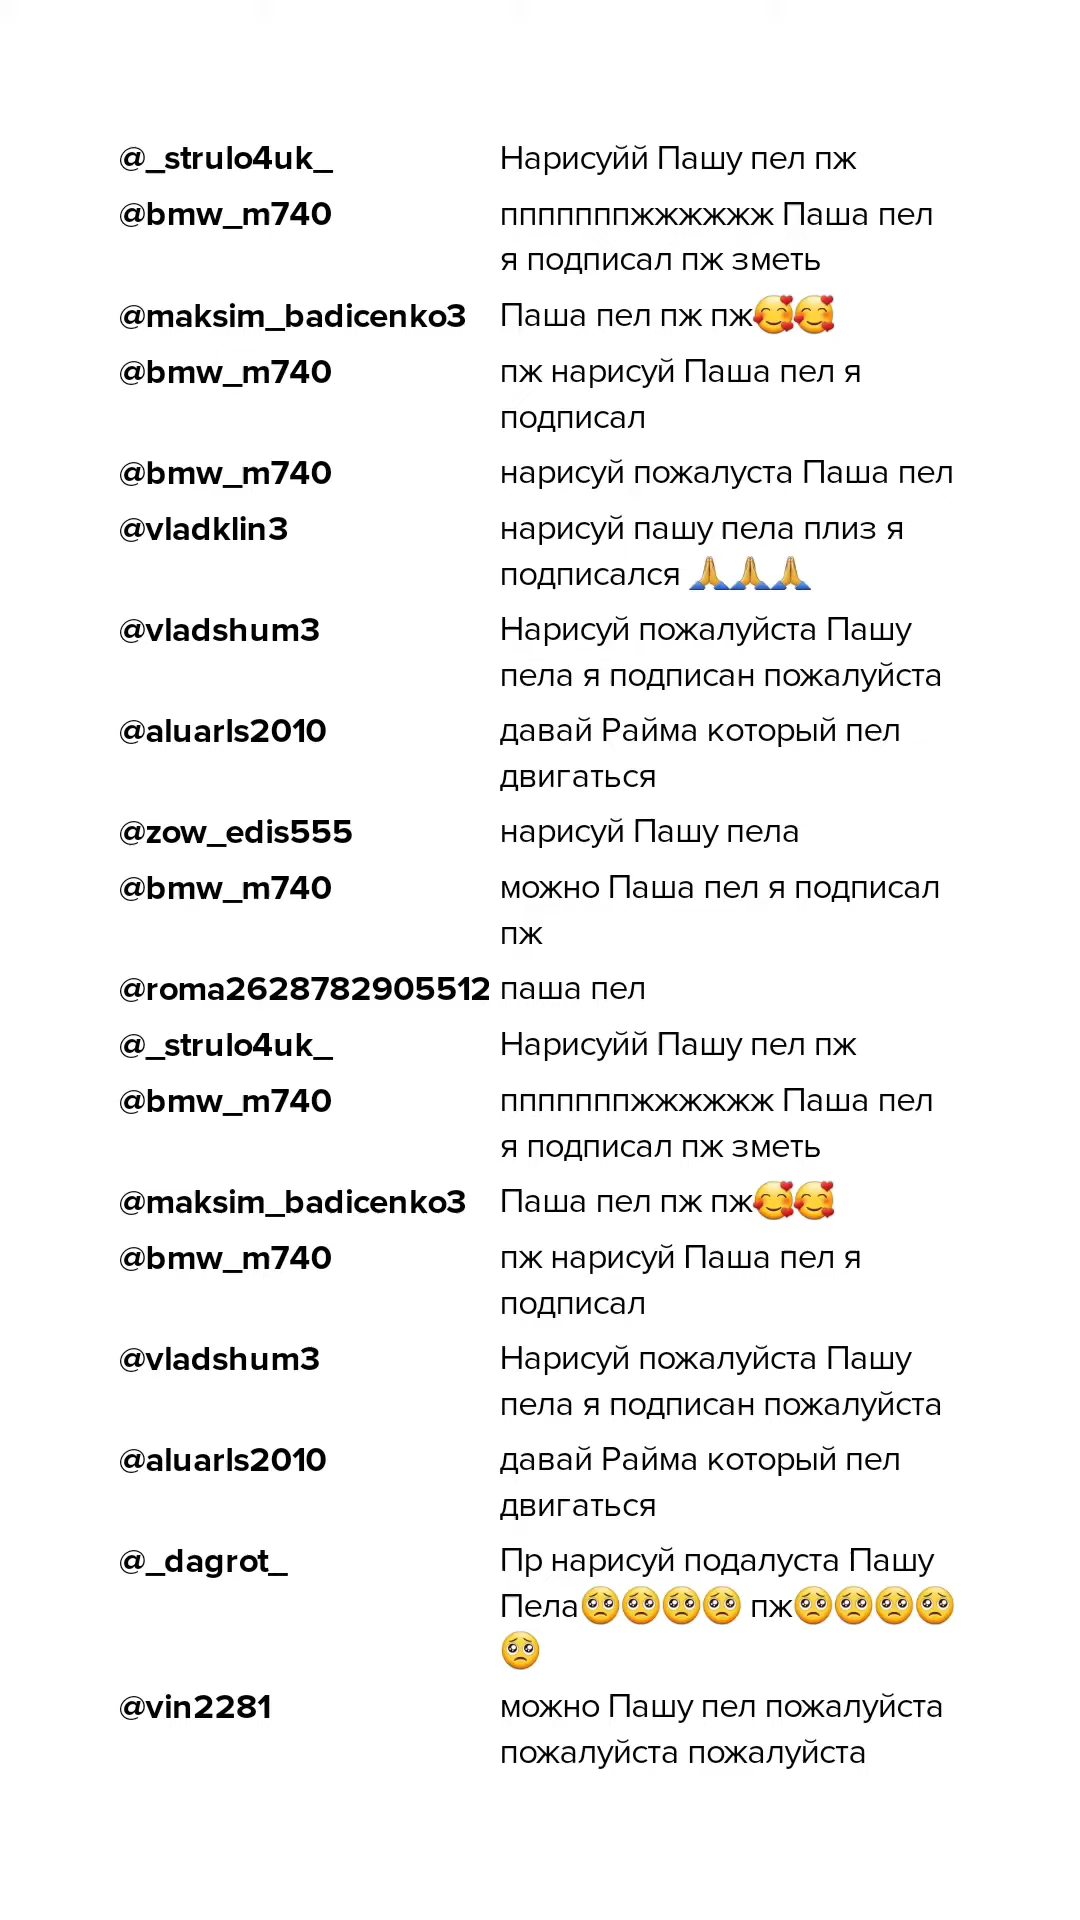 @_strulo4uk_ Нарисуйй Пашу пел пж
@bmw_m740 пппппппжжжжжж Паша пел
я подписал пж зметь
@maksim_badicenko3 Паша пел пж пж🥰🥰
@bmw_m740 пж нарисуй Паша пел я
подписал
@bmw_m740 нарисуй пожалуста Паша пел
@vladklin3 нарисуй пашу пела плиз я
подписался 🙏🙏🙏
@vladshum3 Нарисуй пожалуйста Пашу
пела я подписан пожалуйста
@aluarls2010 давай Райма который пел
двигаться
@zow_edis555 нарисуй Пашу пела
@bmw_m740 можно Паша пел я подписал
пж
@roma2628782905512 паша пел
@_strulo4uk_ Нарисуйй Пашу пел пж
@bmw_m740 пппппппжжжжжж Паша пел
я подписал пж зметь
@maksim_badicenko3 Паша пел пж пж🥰🥰
@bmw_m740 пж нарисуй Паша пел я
подписал
@vladshum3 Нарисуй пожалуйста Пашу
пела я подписан пожалуйста
@aluarls2010 давай Райма который пел
двигаться
@_dagrot_ Пр нарисуй подалуста Пашу
Пела🥺🥺🥺🥺 пж🥺🥺🥺🥺
🥺
@vin2281 можно Пашу пел пожалуйста
пожалуйста пожалуйста